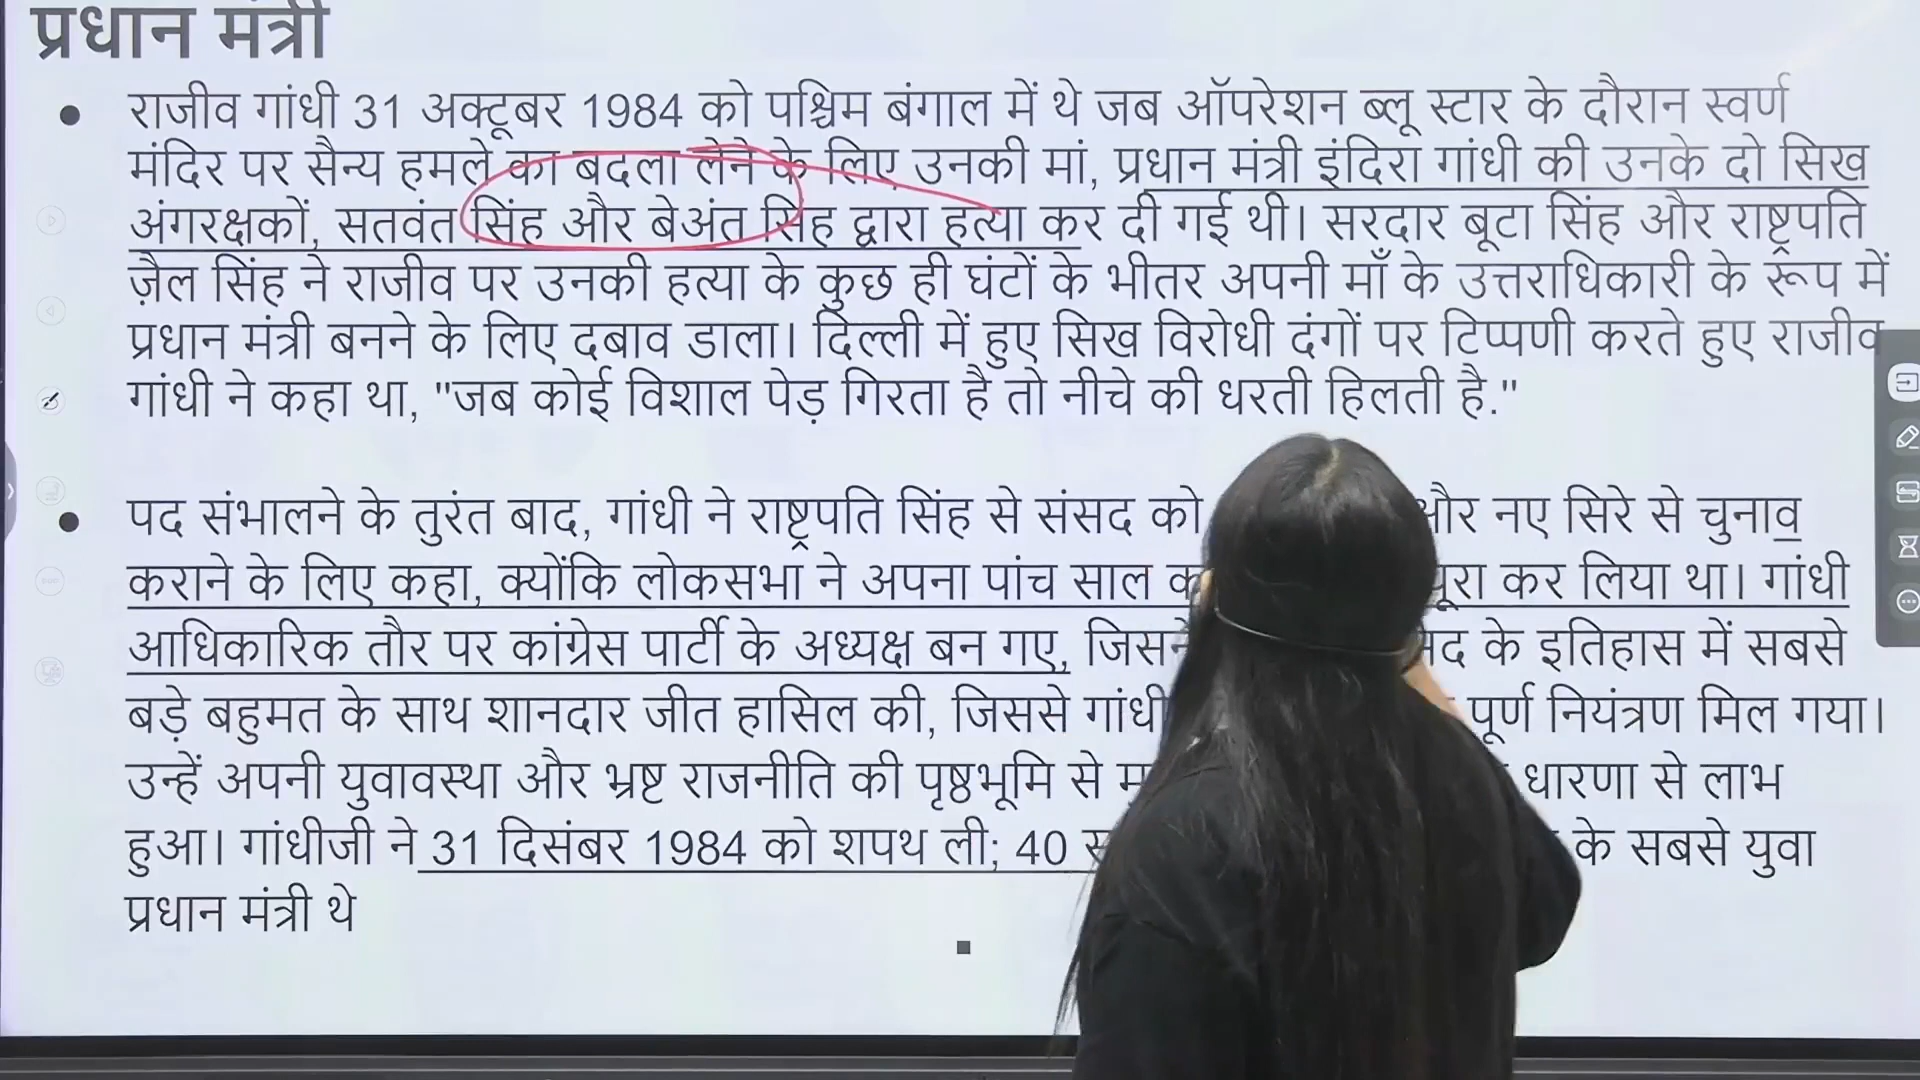 प्रधान मंत्री
राजीव गांधी 31 अक्टूबर 1984 को पश्चिम बंगाल में थे जब ऑपरेशन ब्लू स्टार के दौरान स्वर्ण
मंदिर पर सैन्य हमले का बदला लेने के लिए उनकी मां, प्रधान मंत्री इंदिरा गांधी की उनके दो सिख
अंगरक्षकों, सतवंत सिंह और बेअंत सिंह द्वारा हत्या कर दी गई थी। सरदार बूटा सिंह और राष्ट्रपति
ज़ैल सिंह ने राजीव पर उनकी हत्या के कुछ ही घंटों के भीतर अपनी माँ के उत्तराधिकारी के रूप में
प्रधान मंत्री बनने के लिए दबाव डाला। दिल्ली में हुए सिख विरोधी दंगों पर टिप्पणी करते हुए राजीव
गांधी ने कहा था, "जब कोई विशाल पेड़ गिरता है तो नीचे की धरती हिलती है."
पद संभालने के तुरंत बाद, गांधी ने राष्ट्रपति सिंह से संसद को और नए सिरे से चुनाव
कराने के लिए कहा, क्योंकि लोकसभा ने अपना पांच साल कर लिया था। गांधी
आधिकारिक तौर पर कांग्रेस पार्टी के अध्यक्ष बन गए, के इतिहास में सबसे
बड़े बहुमत के साथ शानदार जीत हासिल की, जिससे गांधी पूर्ण नियंत्रण मिल गया।
उन्हें अपनी युवावस्था और भ्रष्ट राजनीति की पृष्ठभूमि से धारणा से लाभ
हुआ। गांधीजी ने 31 दिसंबर 1984 को शपथ ली; 40 के सबसे युवा
प्रधान मंत्री थे